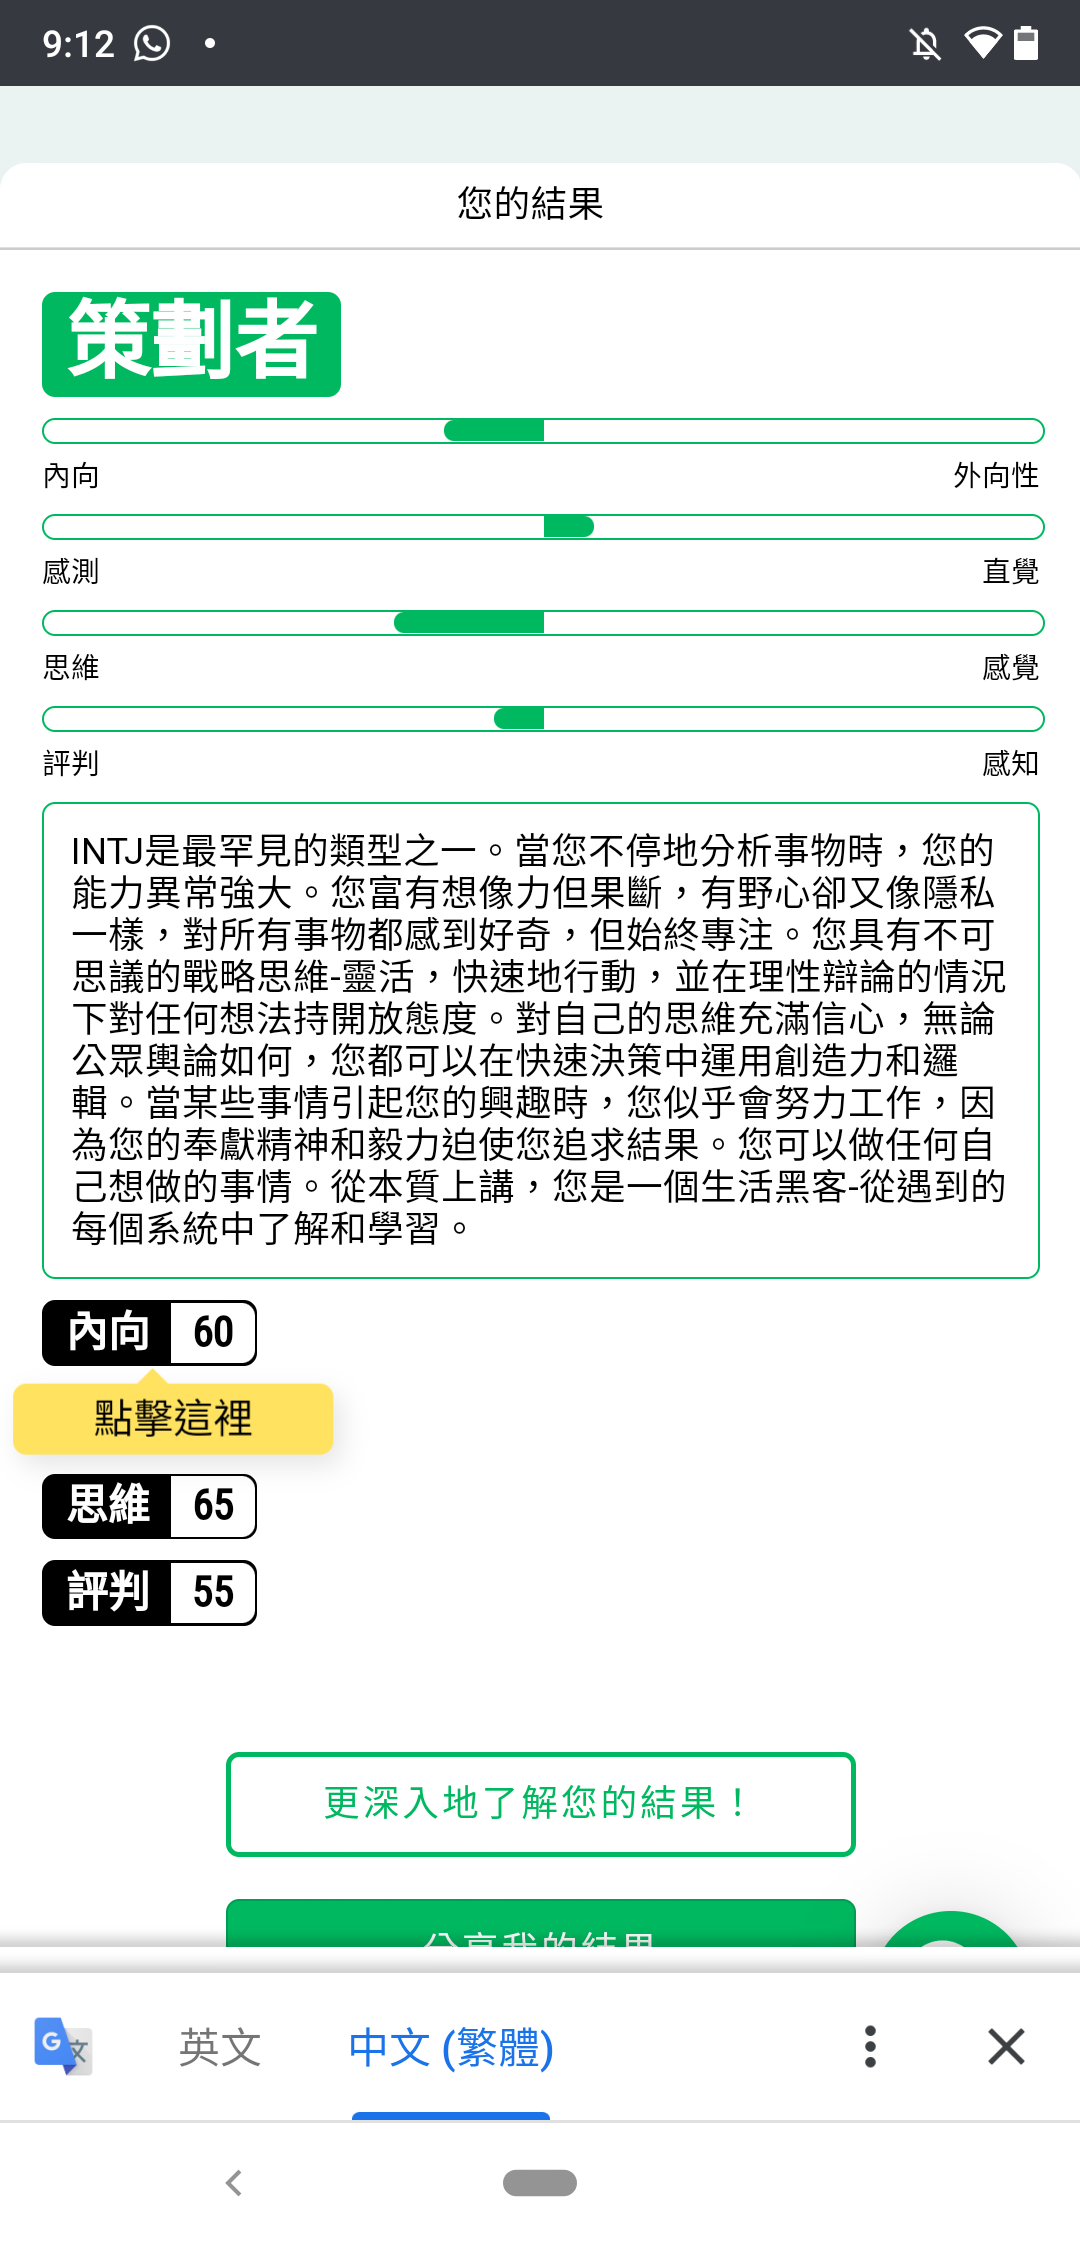 9:12
您的結果
策劃者
內向 外向性
感測 直覺
思維 感覺
評判 感知
INTJ是最罕見的類型之一。當您不停地分析事物時，您的
能力異常強大。您富有想像力但果斷，有野心卻又像隱私
一樣，對所有事物都感到好奇，但始終專注。您具有不可
思議的戰略思維-靈活，快速地行動，並在理性辯論的情況
下對任何想法持開放態度。對自己的思維充滿信心，無論
公眾輿論如何，您都可以在快速決策中運用創造力和邏
輯。當某些事情引起您的興趣時，您似乎會努力工作，因
為您的奉獻精神和毅力迫使您追求結果。您可以做任何自
己想做的事情。從本質上講，您是一個生活黑客-從遇到的
每個系統中了解和學習。
內向 60
點擊這裡
思維 65
評判 55
更深入地了解您的結果！
分享我的結果
G 文 英文 中文 (繁體)